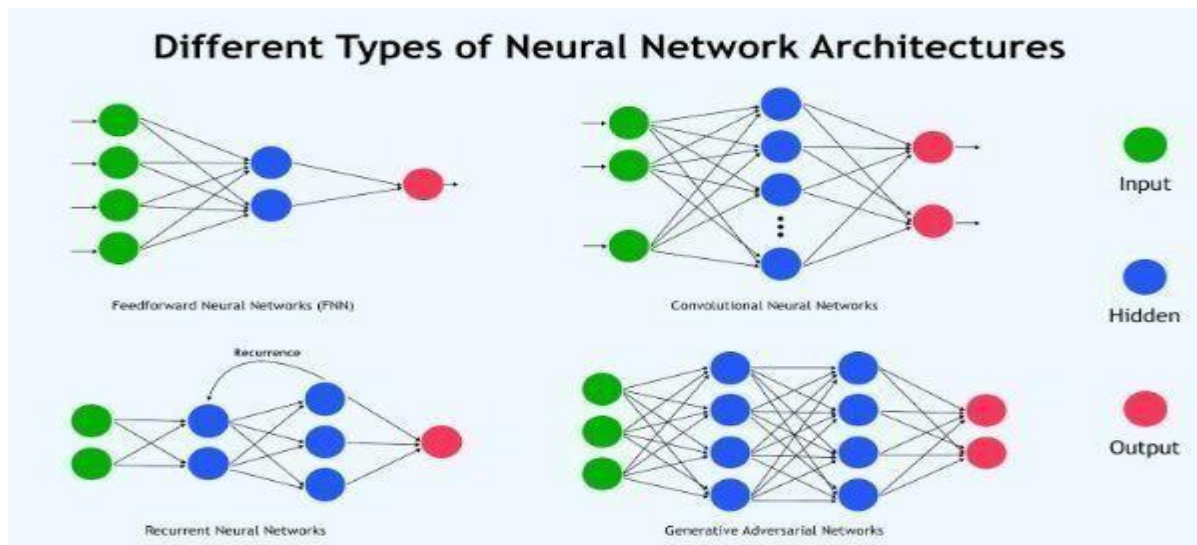 Different Types of Neural Network Architectures
Input
Hidden
Output
Feedforward Neural Networks (FNN)
Convolutional Neural Networks
Recurrence
Recurrent Neural Networks
Generative Adversarial Networks